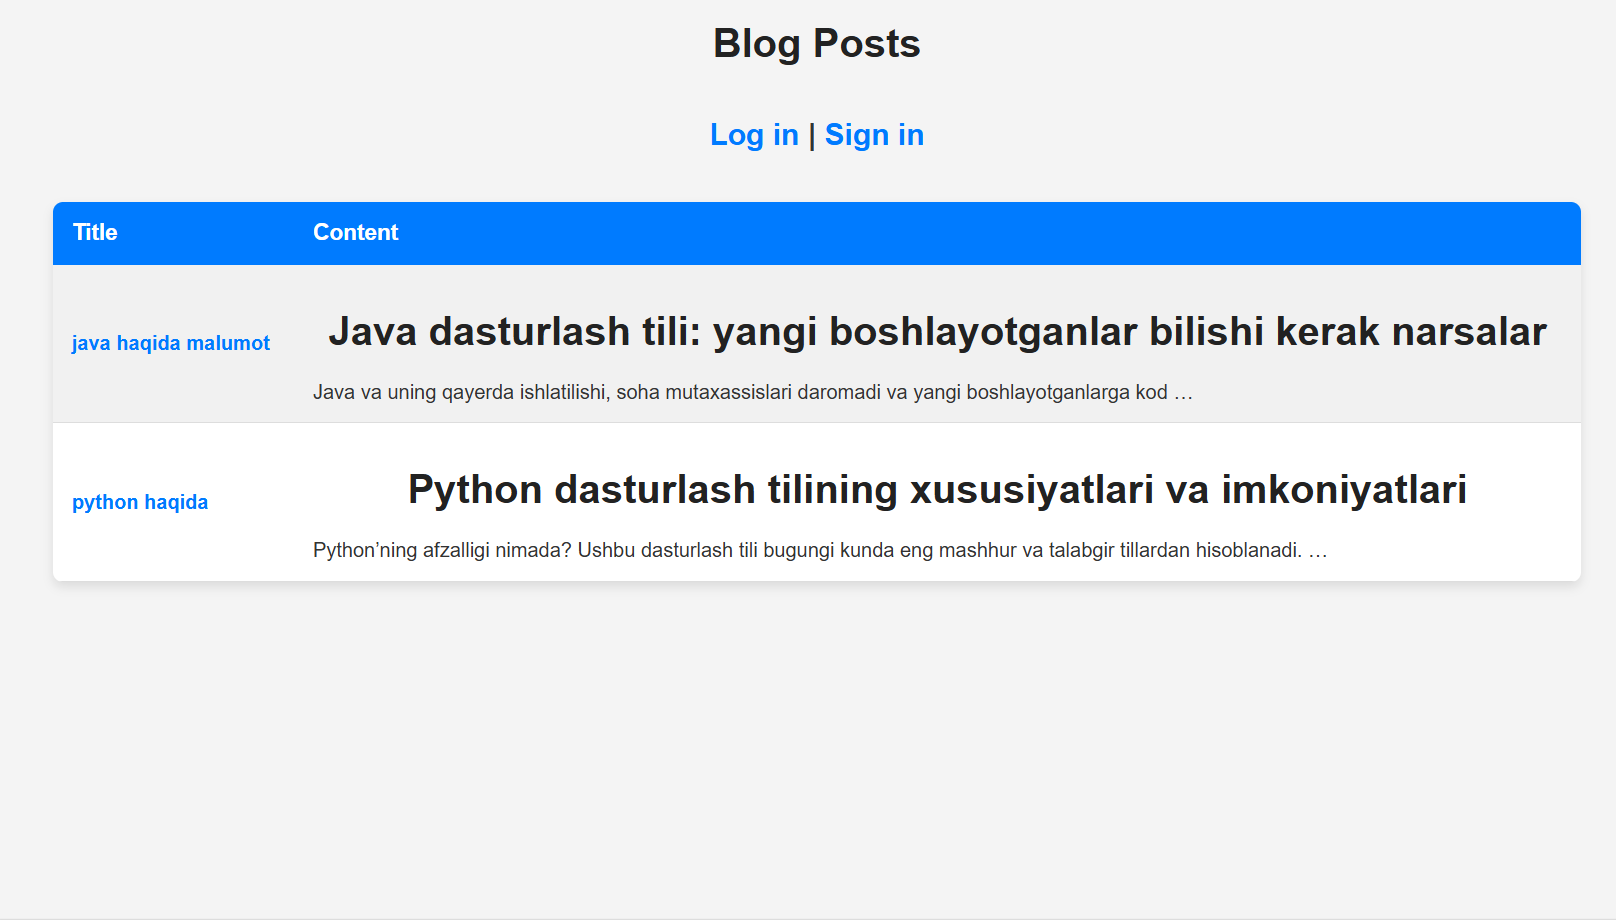 Blog Posts
Log in | Sign in
Title Content
java haqida malumot
Java dasturlash tili: yangi boshlayotganlar bilishi kerak narsalar
Java va uning qayerda ishlatilishi, soha mutaxassislari daromadi va yangi boshlayotganlarga kod …
python haqida
Python dasturlash tilining xususiyatlari va imkoniyatlari
Python’ning afzalligi nimada? Ushbu dasturlash tili bugungi kunda eng mashhur va talabgir tillardan hisoblanadi. …